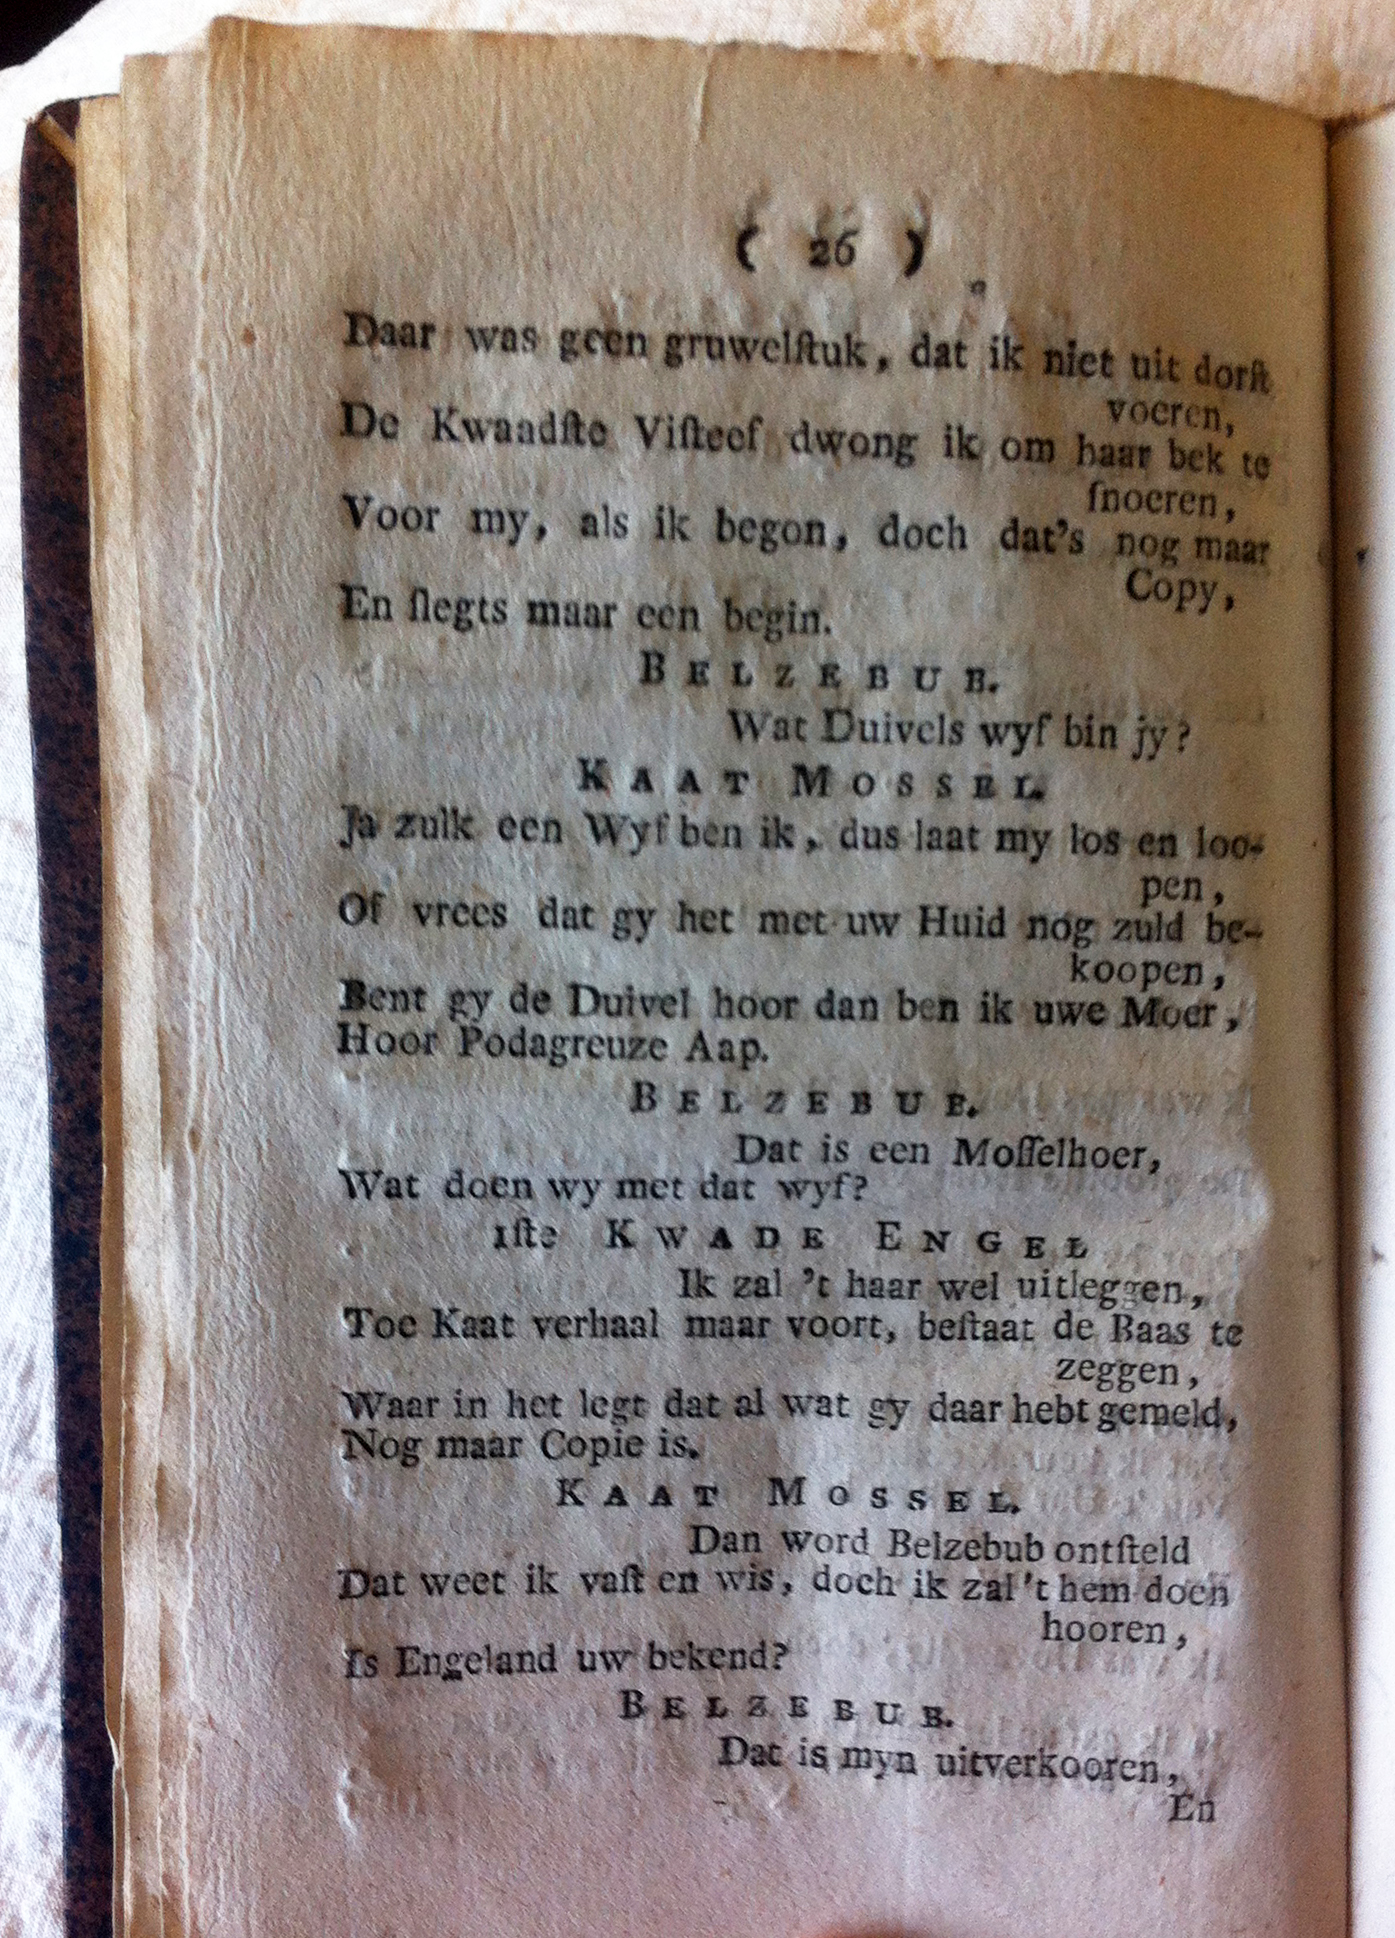 ( 26 )
Daar was geen gruwelſtuk, dat ik niet uit dorſt
voeren,
De Kwaadſte Viſteef dwong ik om haar bek te
ſnoeren,
Voor my, als ik begon, doch dat's nog maar
Copy,
En ſlegts maar een begin.
BELZEBUB.
Wat Duivels wyf bin jy?
KAAT MOSSEL.
Ja zulk een Wyf ben ik, dus laat my los en loo-
pen,
Of vrees dat gy het met uw Huid nog zuld be-
koopen,
Bent gy de Duivel hoor dan ben ik uwe Moer,
Hoor Podagreuze Aap.
BELZEBUB.
Dat is een Moſſelhoer,
Wat doen wy met dat wyf?
1ſte KWADE ENGEL
Ik zal 't haar wel uitleggen,
Toe Kaat verhaal maar voort, beſtaat de Baas te
zeggen,
Waar in het legt dat al wat gy daar hebt gemeld,
Nog maar Copie is.
KAAT MOSSEL.
Dan word Belzebub ontſteld
Dat weet ik vaſt en wis, doch ik zal 't hem doen
hooren,
Is Engeland uw bekend?
BELZEBUB.
Dat is myn uitverkooren,
En